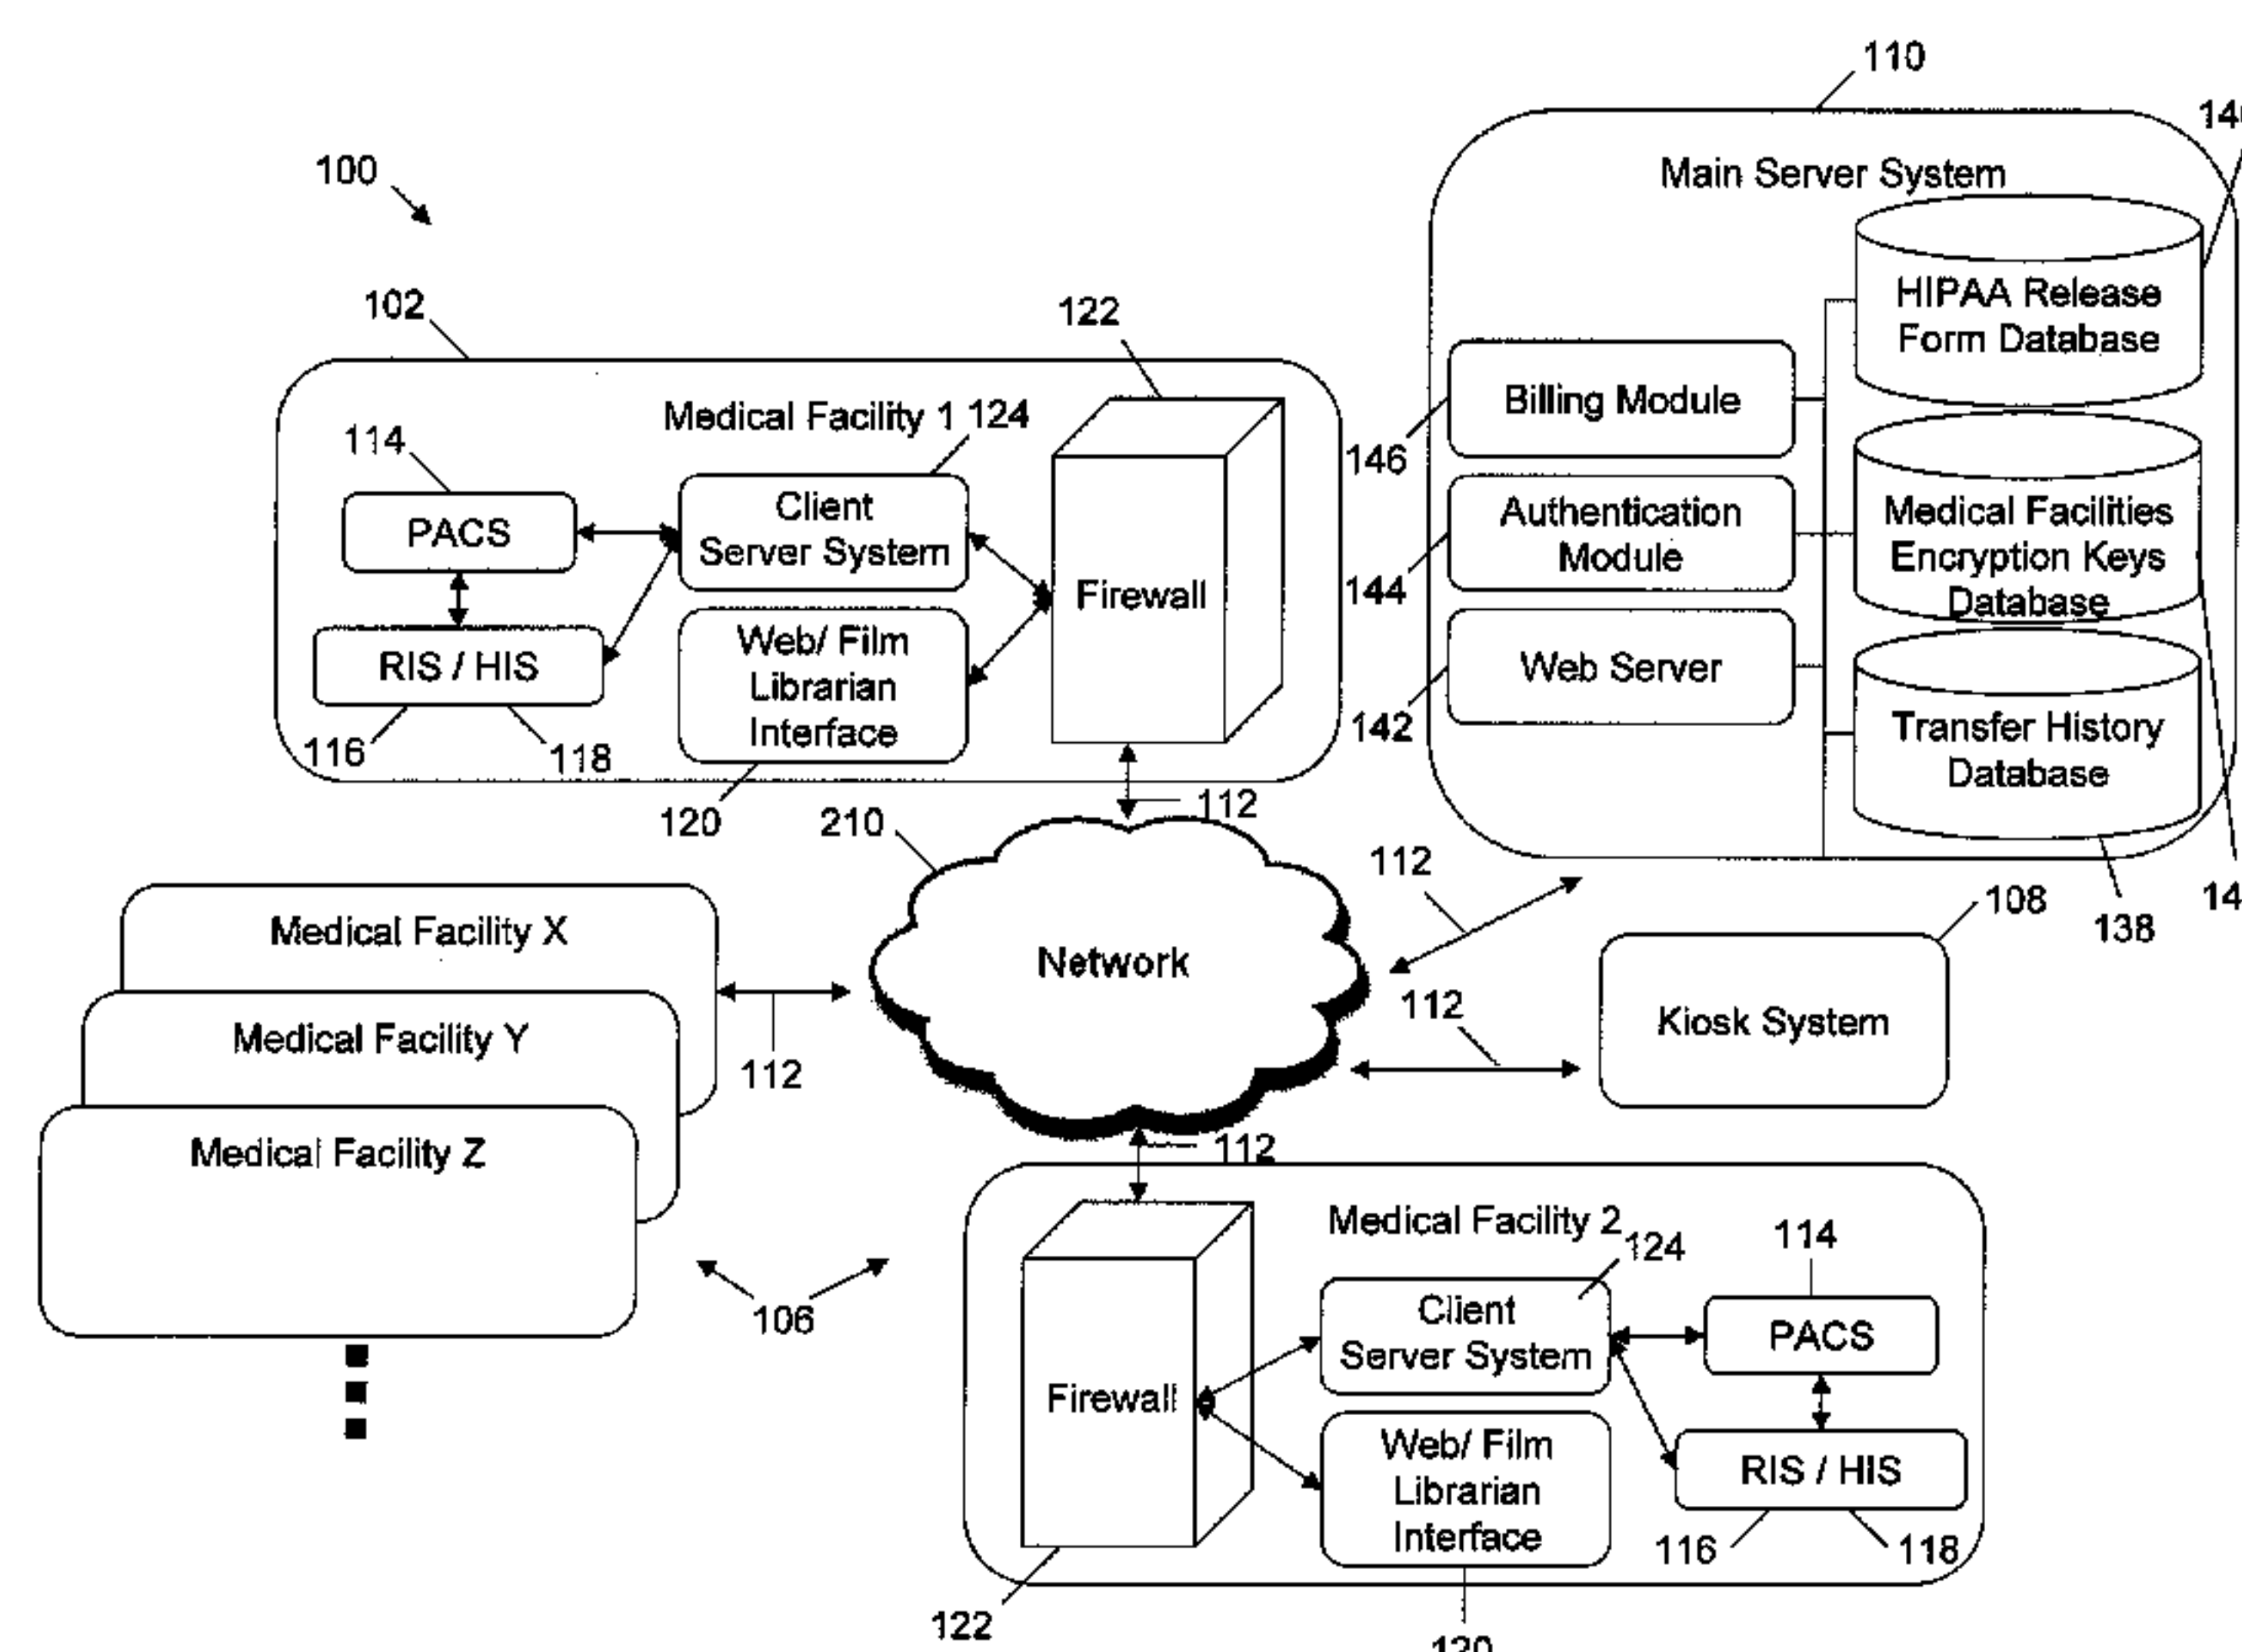 110
100
Main Server System
HIPAA Release
Form Database
Billing Module
146
Authentication
Module
144
Medical Facilities
Encryption Keys
Database
Web Server
142
Transfer History
Database
138
102
122
Medical Facility 1
124
114
PACS
Client
Server System
Firewall
RIS / HIS
Web/ Film
Librarian
Interface
116
118
120
210
112
Network
112
112
108
Kiosk System
Medical Facility X
Medical Facility Y
112
Medical Facility Z
106
112
Medical Facility 2
124
114
Client
Server System
PACS
Firewall
Web/ Film
Librarian
Interface
RIS / HIS
116
118
122